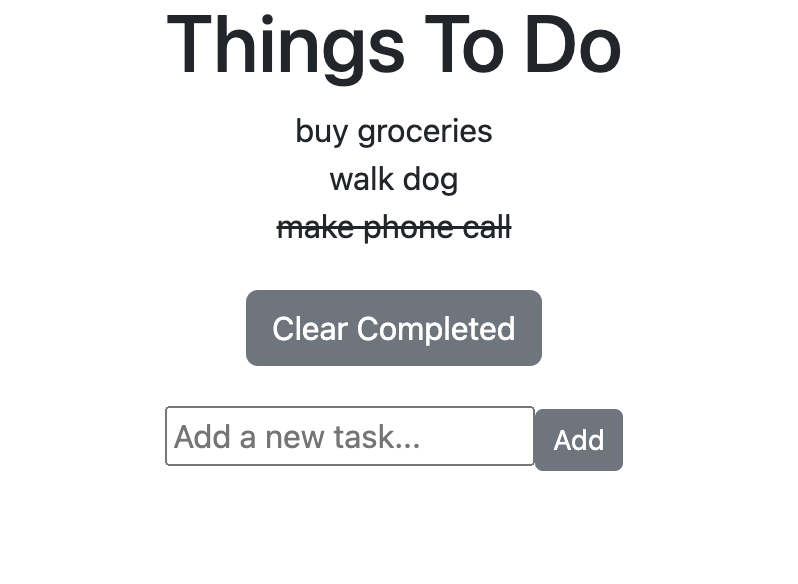 Things To Do
buy groceries
walk dog
make phone call
Clear Completed
Add a new task...
Add